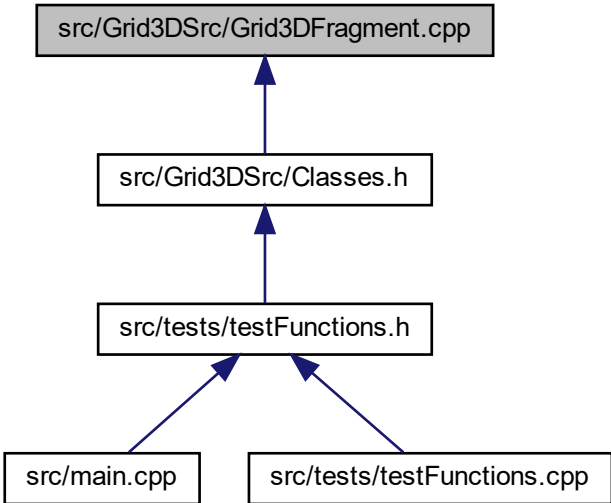 src/Grid3DSrc/Grid3DFragment.cpp
src/Grid3DSrc/Classes.h
src/tests/testFunctions.h
src/main.cpp
src/tests/testFunctions.cpp